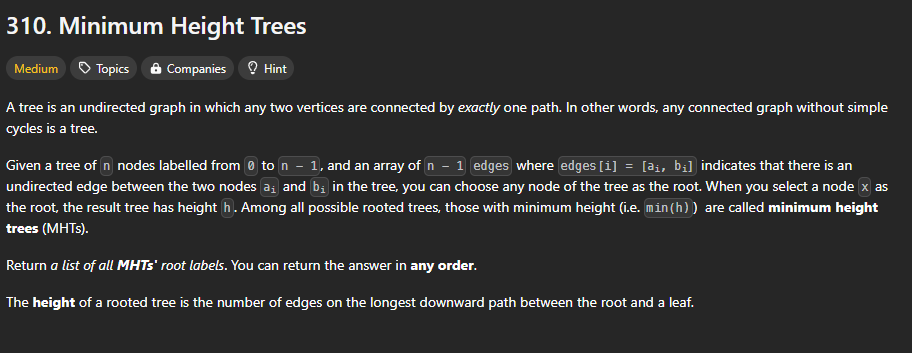 310. Minimum Height Trees
Medium Topics Companies Hint
A tree is an undirected graph in which any two vertices are connected by exactly one path. In other words, any connected graph without simple
cycles is a tree.
Given a tree of n nodes labelled from 0 to n - 1, and an array of n - 1 edges where edges[i] = [aᵢ, bᵢ] indicates that there is an
undirected edge between the two nodes aᵢ and bᵢ in the tree, you can choose any node of the tree as the root. When you select a node x as
the root, the result tree has height h. Among all possible rooted trees, those with minimum height (i.e. min(h)) are called minimum height
trees (MHTs).
Return a list of all MHTs' root labels. You can return the answer in any order.
The height of a rooted tree is the number of edges on the longest downward path between the root and a leaf.